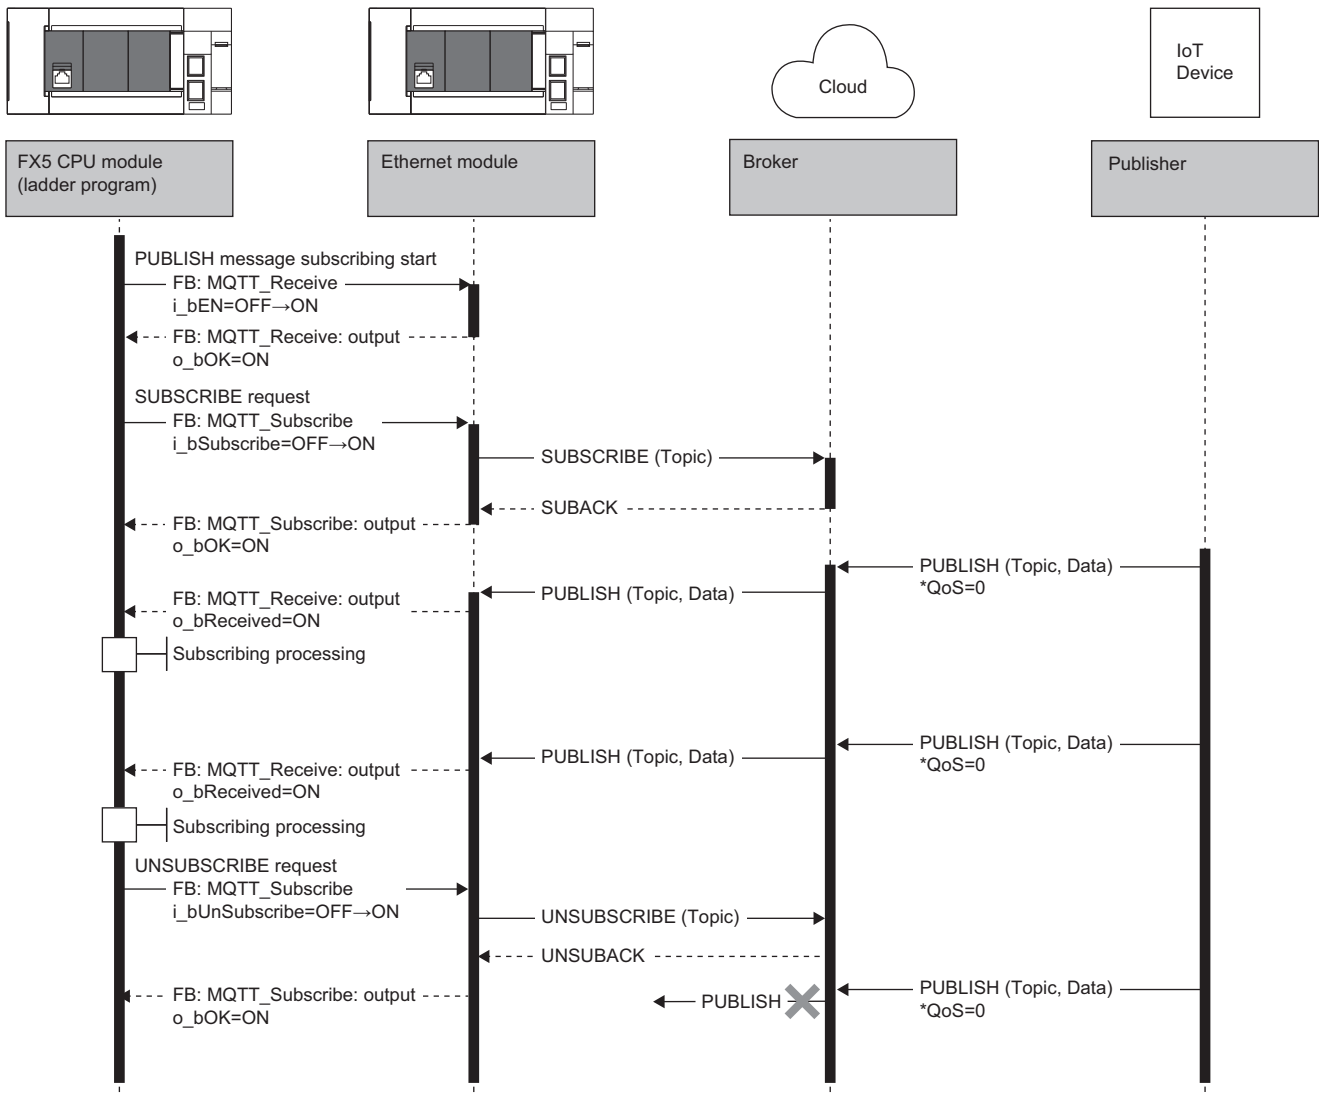 Cloud
IoT
Device
FX5 CPU module
(ladder program)
Ethernet module
Broker
Publisher
PUBLISH message subscribing start
FB: MQTT_Receive
i_bEN=OFF→ON
FB: MQTT_Receive: output
o_bOK=ON
SUBSCRIBE request
FB: MQTT_Subscribe
i_bSubscribe=OFF→ON
SUBSCRIBE (Topic)
SUBACK
FB: MQTT_Subscribe: output
o_bOK=ON
PUBLISH (Topic, Data)
*QoS=0
PUBLISH (Topic, Data)
FB: MQTT_Receive: output
o_bReceived=ON
Subscribing processing
PUBLISH (Topic, Data)
*QoS=0
PUBLISH (Topic, Data)
FB: MQTT_Receive: output
o_bReceived=ON
Subscribing processing
UNSUBSCRIBE request
FB: MQTT_Subscribe
i_bUnSubscribe=OFF→ON
UNSUBSCRIBE (Topic)
UNSUBACK
PUBLISH (Topic, Data)
*QoS=0
FB: MQTT_Subscribe: output
o_bOK=ON
PUBLISH